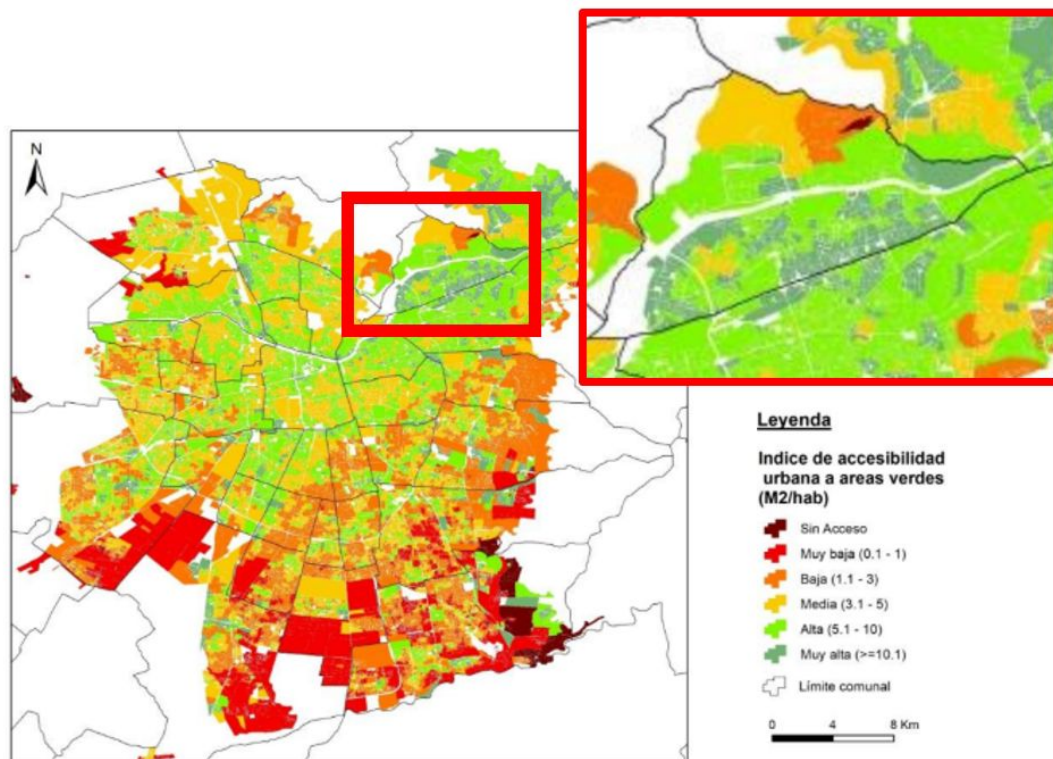 N
Leyenda
Indice de accesibilidad
urbana a areas verdes
(M2/hab)
Sin Acceso
Muy baja (0.1 - 1)
Baja (1.1 - 3)
Media (3.1 - 5)
Alta (5.1 - 10)
Muy alta (>=10.1)
Límite comunal
0 4 8 Km